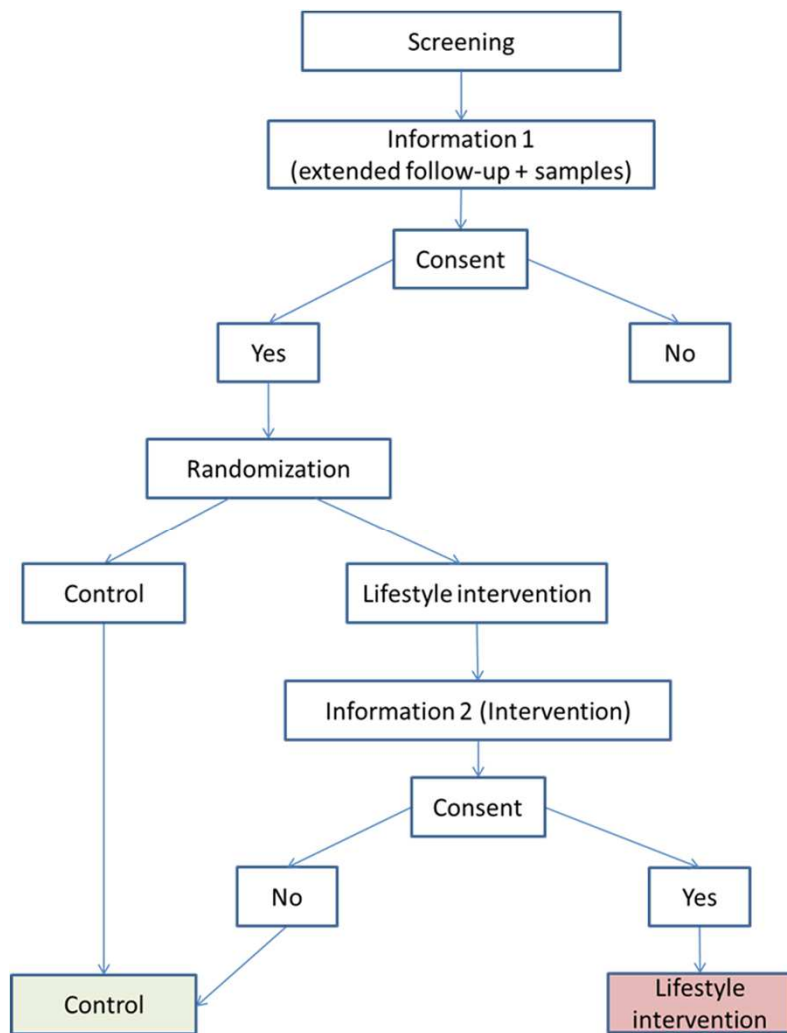 Screening
Information 1
(extended follow-up + samples)
Consent
Yes
No
Randomization
Control
Lifestyle intervention
Information 2 (Intervention)
Consent
No
Yes
Control
Lifestyle
intervention